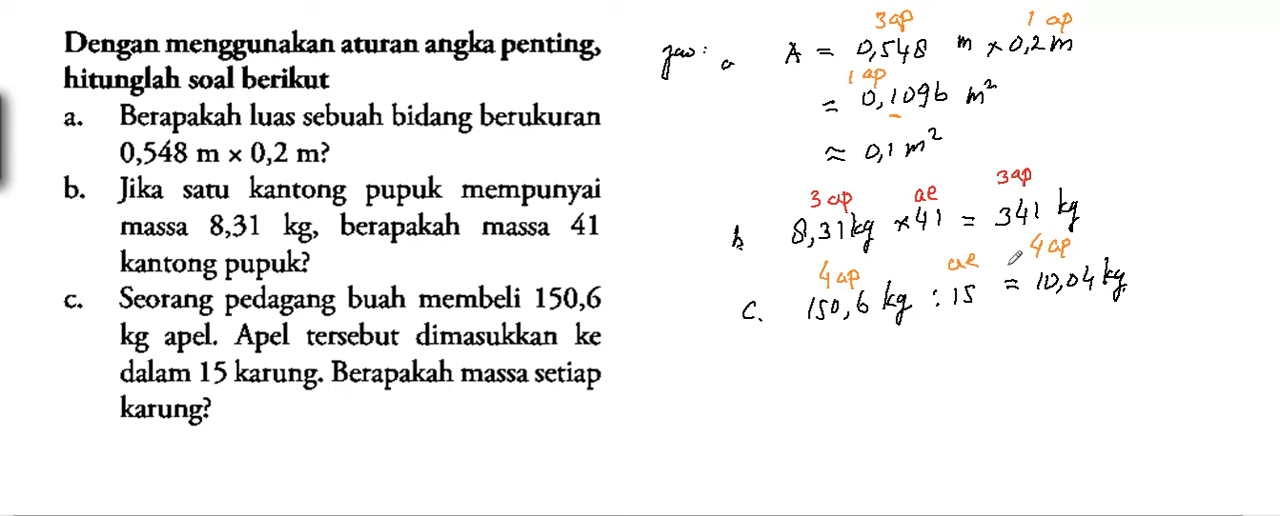 Dengan menggunakan aturan angka penting,
hitunglah soal berikut
a. Berapakah luas sebuah bidang berukuran
0,548 m × 0,2 m?
b. Jika satu kantong pupuk mempunyai
massa 8,31 kg, berapakah massa 41
kantong pupuk?
c. Seorang pedagang buah membeli 150,6
kg apel. Apel tersebut dimasukkan ke
dalam 15 karung. Berapakah massa setiap
karung?
3 ap 1 ap
jaw : a A = 0,548 m × 0,2 m
1 ap
= 0,1096 m²
≈ 0,1 m²
3 ap ae 3 ap
b 8,31 kg × 41 = 341 kg
4 ap ae 4 ap
c. 150,6 kg : 15 = 10,04 kg